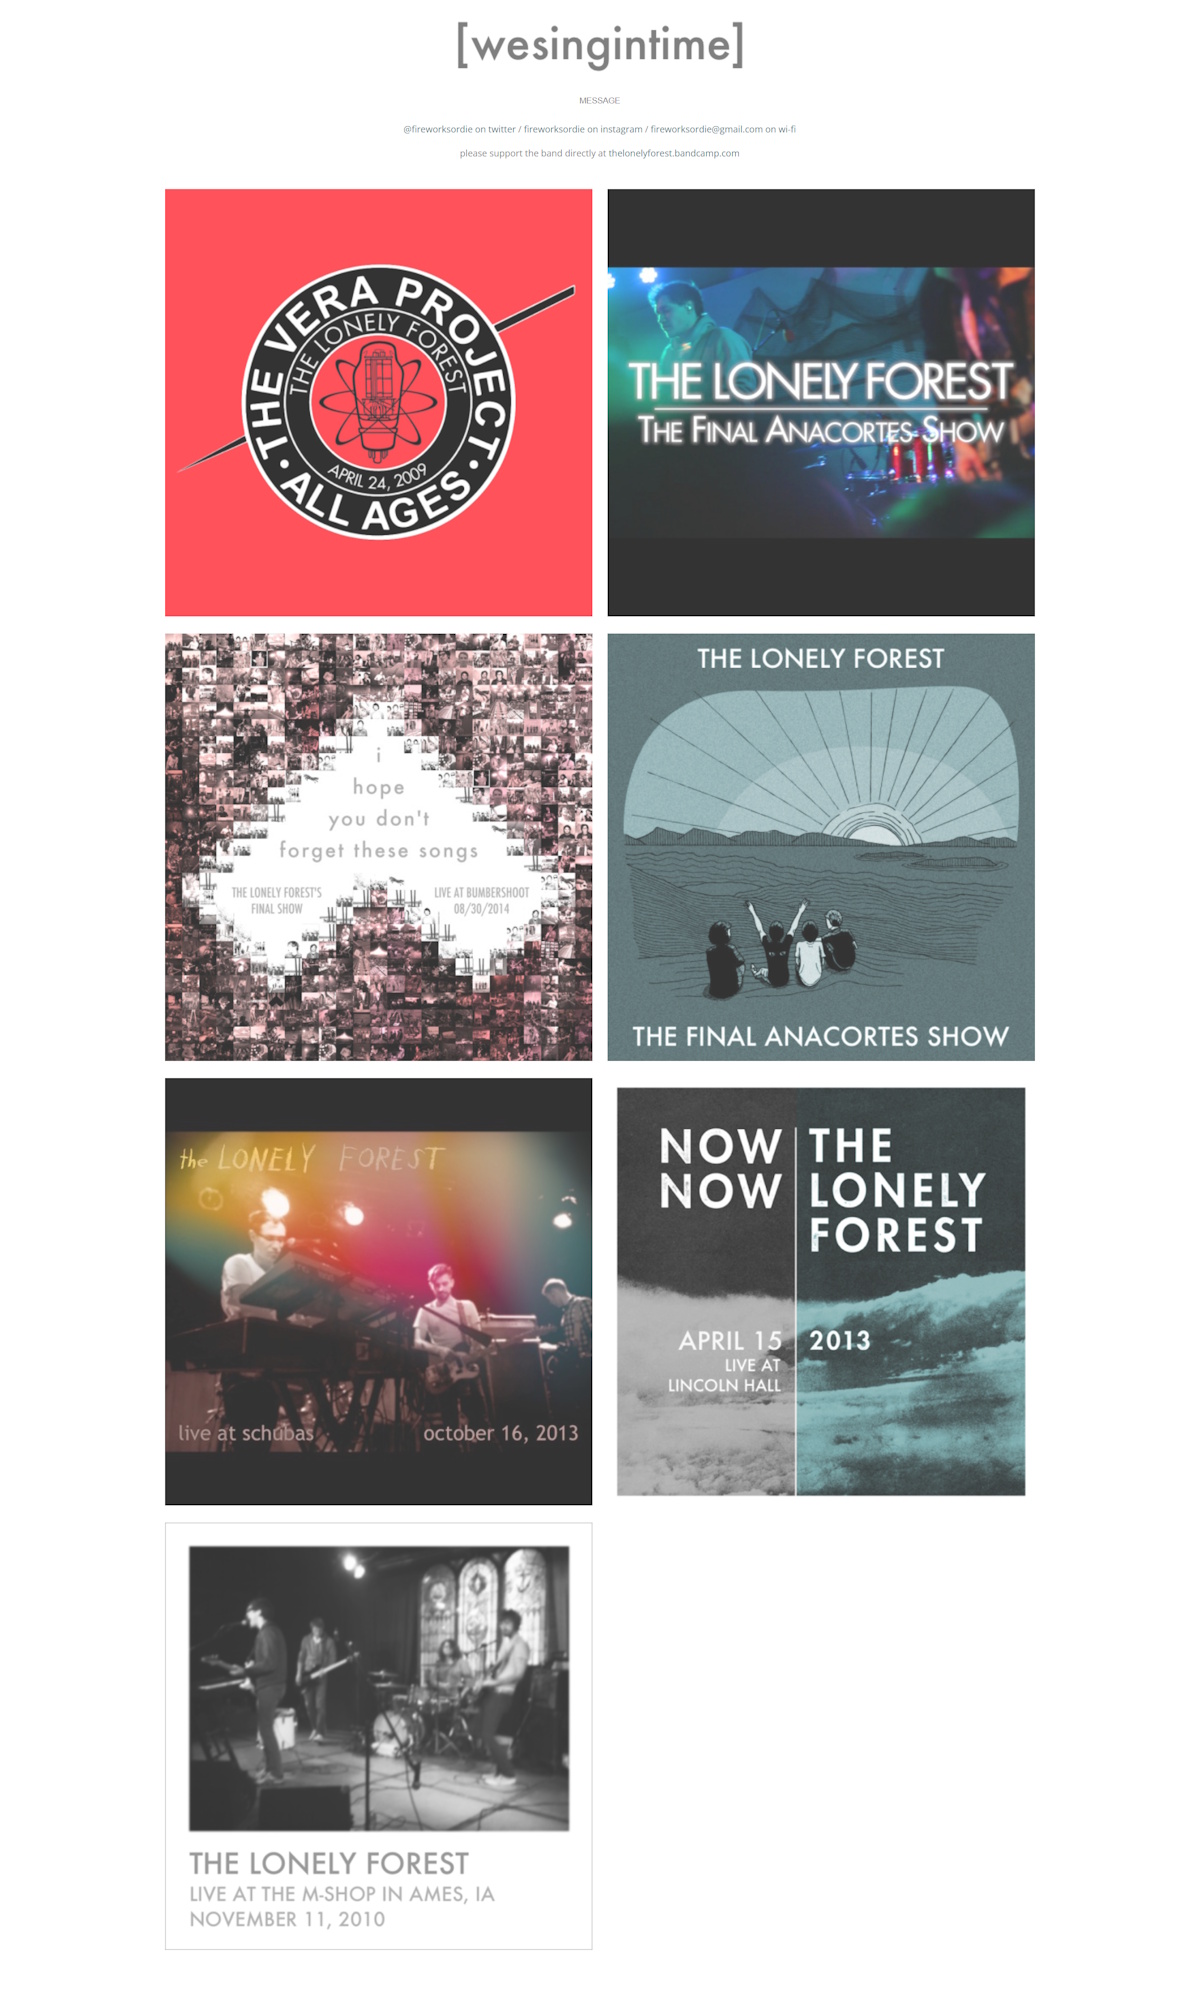 [wesingintime]
MESSAGE
@fireworksordie on twitter / fireworksordie on instagram / fireworksordie@gmail.com on wi-fi
please support the band directly at thelonelyforest.bandcamp.com
THE VERA PROJECT
THE LONELY FOREST
APRIL 24, 2009
• ALL AGES •
THE LONELY FOREST
THE FINAL ANACORTES SHOW
i
hope
you don't
forget these songs
THE LONELY FOREST'S
FINAL SHOW
LIVE AT BUMBERSHOOT
08/30/2014
THE LONELY FOREST
THE FINAL ANACORTES SHOW
the LONELY FOREST
live at schubas october 16, 2013
NOW
NOW
THE
LONELY
FOREST
APRIL 15 2013
LIVE AT
LINCOLN HALL
THE LONELY FOREST
LIVE AT THE M-SHOP IN AMES, IA
NOVEMBER 11, 2010